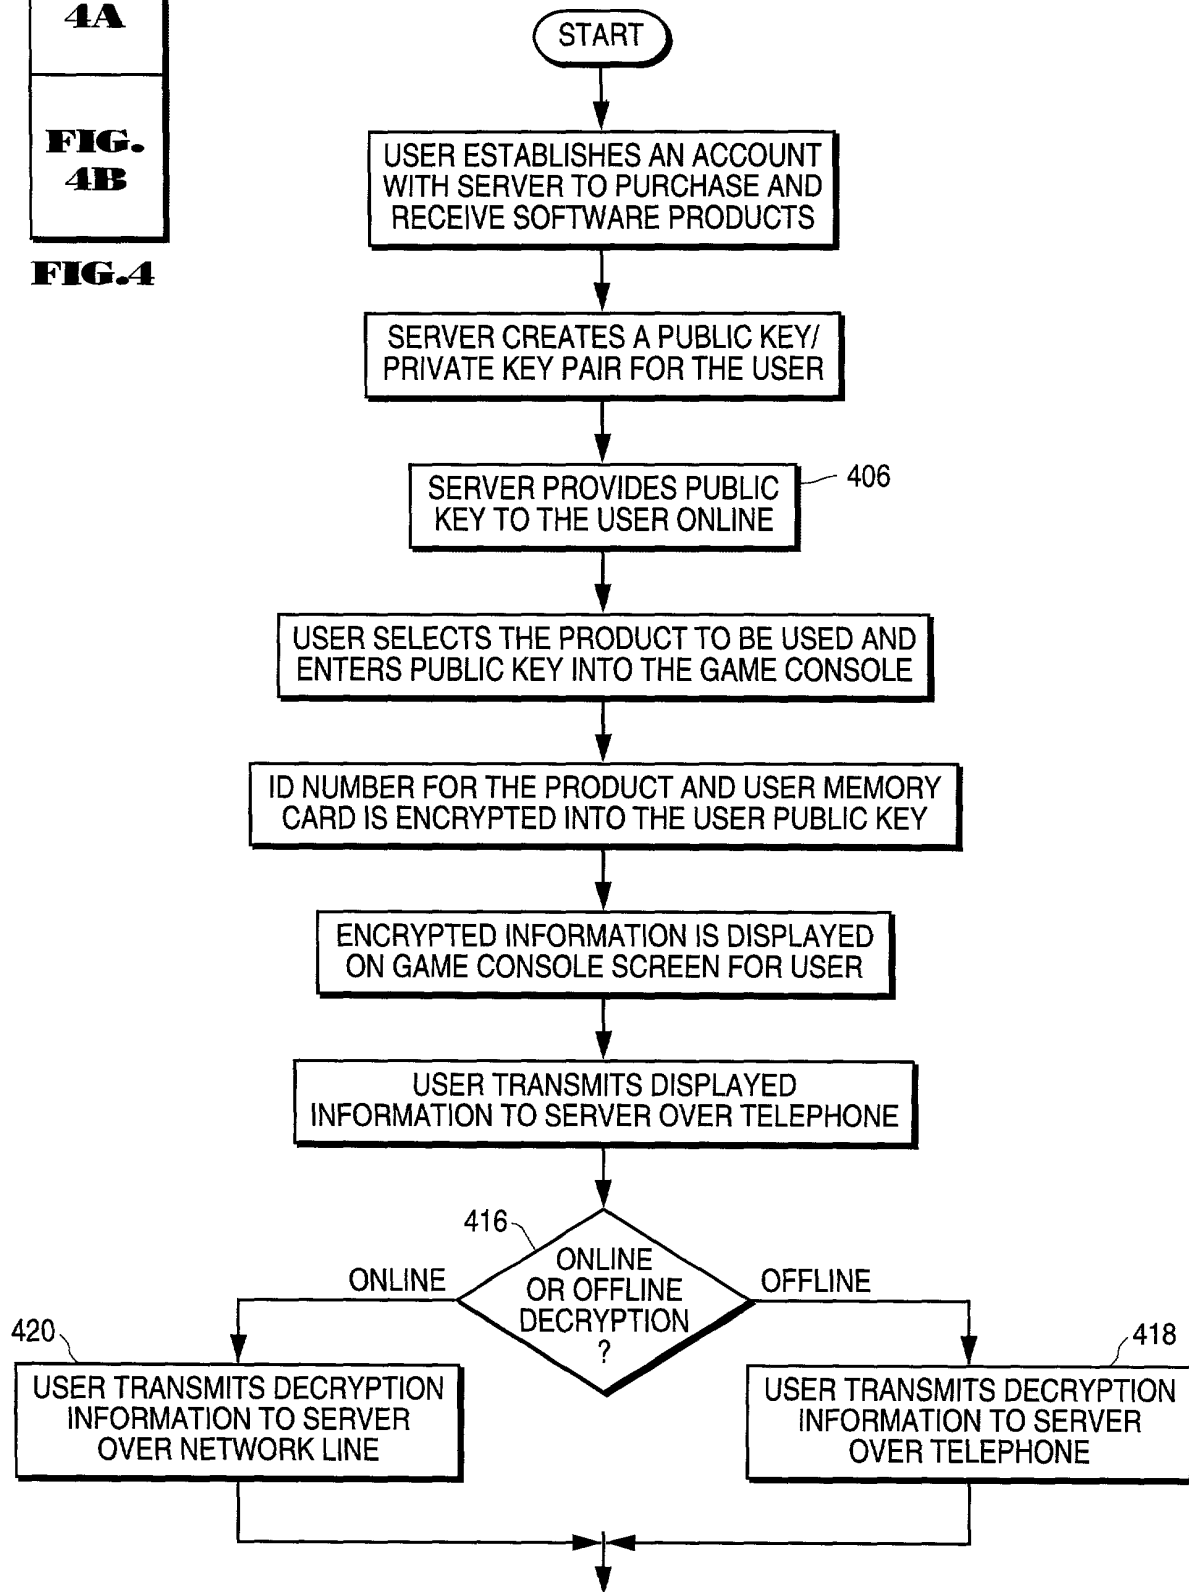 4A
FIG.
4B
FIG.4
START
USER ESTABLISHES AN ACCOUNT
WITH SERVER TO PURCHASE AND
RECEIVE SOFTWARE PRODUCTS
SERVER CREATES A PUBLIC KEY/
PRIVATE KEY PAIR FOR THE USER
SERVER PROVIDES PUBLIC
KEY TO THE USER ONLINE
406
USER SELECTS THE PRODUCT TO BE USED AND
ENTERS PUBLIC KEY INTO THE GAME CONSOLE
ID NUMBER FOR THE PRODUCT AND USER MEMORY
CARD IS ENCRYPTED INTO THE USER PUBLIC KEY
ENCRYPTED INFORMATION IS DISPLAYED
ON GAME CONSOLE SCREEN FOR USER
USER TRANSMITS DISPLAYED
INFORMATION TO SERVER OVER TELEPHONE
416
ONLINE
OR OFFLINE
DECRYPTION
?
ONLINE
OFFLINE
420
USER TRANSMITS DECRYPTION
INFORMATION TO SERVER
OVER NETWORK LINE
418
USER TRANSMITS DECRYPTION
INFORMATION TO SERVER
OVER TELEPHONE